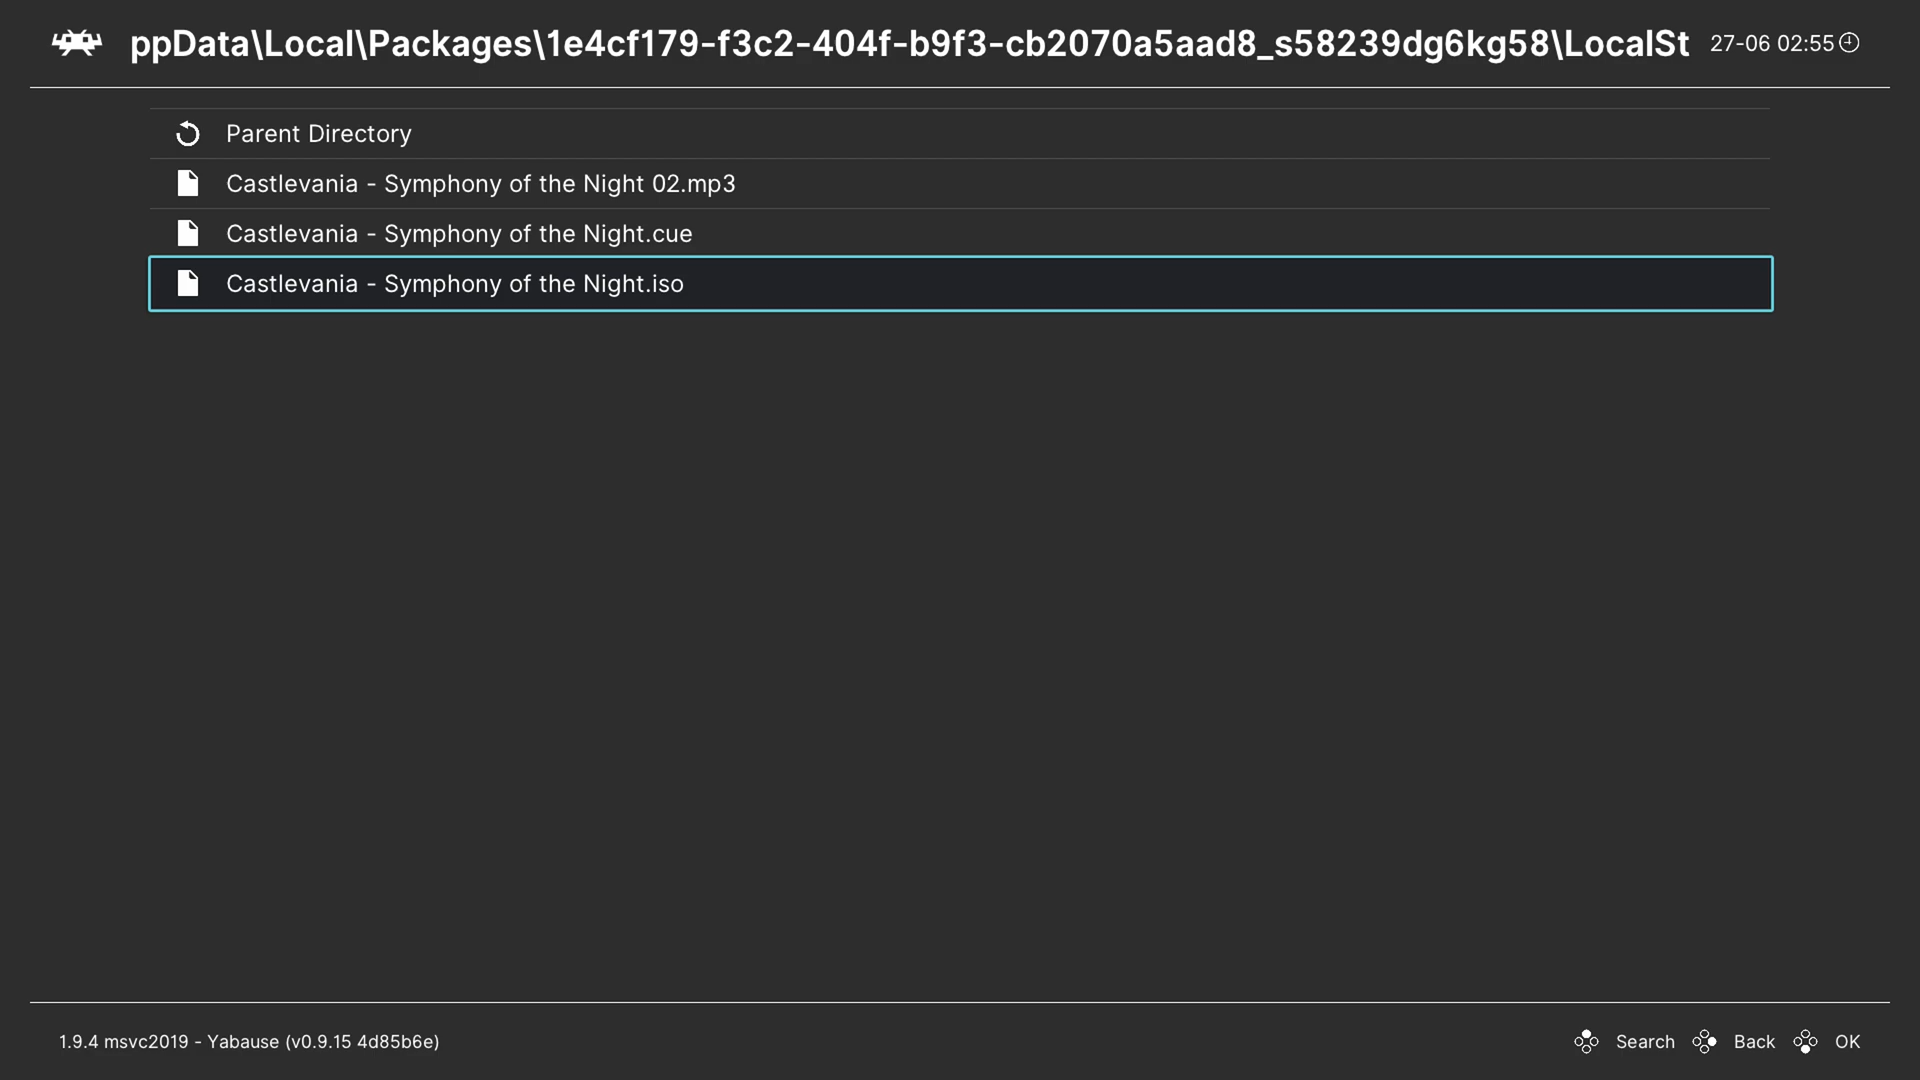 ppData\Local\Packages\1e4cf179-f3c2-404f-b9f3-cb2070a5aad8_s58239dg6kg58\LocalSt 27-06 02:55
Parent Directory
Castlevania - Symphony of the Night 02.mp3
Castlevania - Symphony of the Night.cue
Castlevania - Symphony of the Night.iso
1.9.4 msvc2019 - Yabause (v0.9.15 4d85b6e) Search Back OK